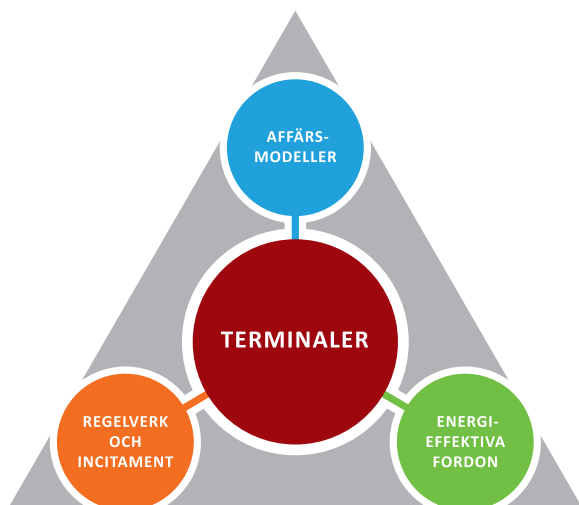 AFFÄRS-
MODELLER
TERMINALER
REGELVERK
OCH
INCITAMENT
ENERGI-
EFFEKTIVA
FORDON